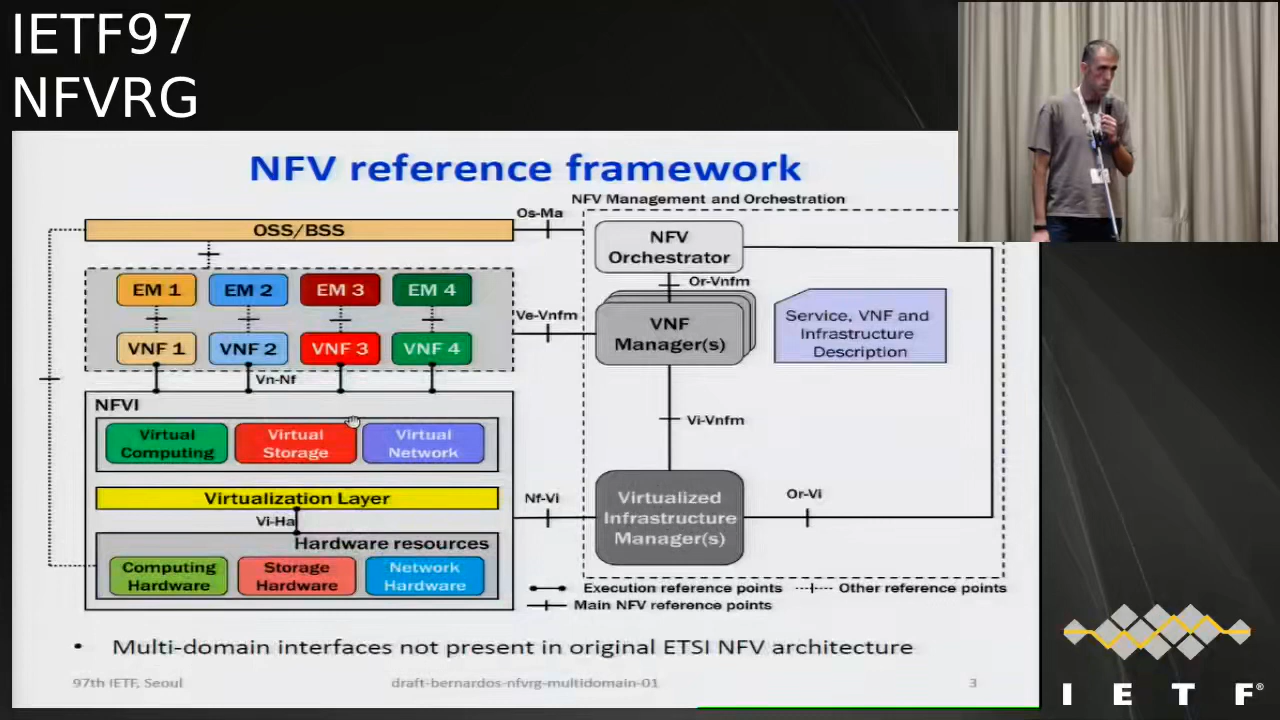 IETF97
NFVRG
NFV reference framework
NFV Management and Orchestration
Os-Ma
OSS/BSS
NFV
Orchestrator
Or-Vnfm
EM 1
EM 2
EM 3
EM 4
Ve-Vnfm
VNF
Manager(s)
Service, VNF and
Infrastructure
Description
VNF 1
VNF 2
VNF 3
VNF 4
Vn-Nf
NFVI
Vi-Vnfm
Virtual
Computing
Virtual
Storage
Virtual
Network
Virtualization Layer
Nf-Vi
Virtualized
Infrastructure
Manager(s)
Or-Vi
Vi-Ha
Hardware resources
Computing
Hardware
Storage
Hardware
Network
Hardware
Execution reference points
Other reference points
Main NFV reference points
• Multi-domain interfaces not present in original ETSI NFV architecture
97th IETF, Seoul
draft-bernardos-nfvrg-multidomain-01
3
I E T F®